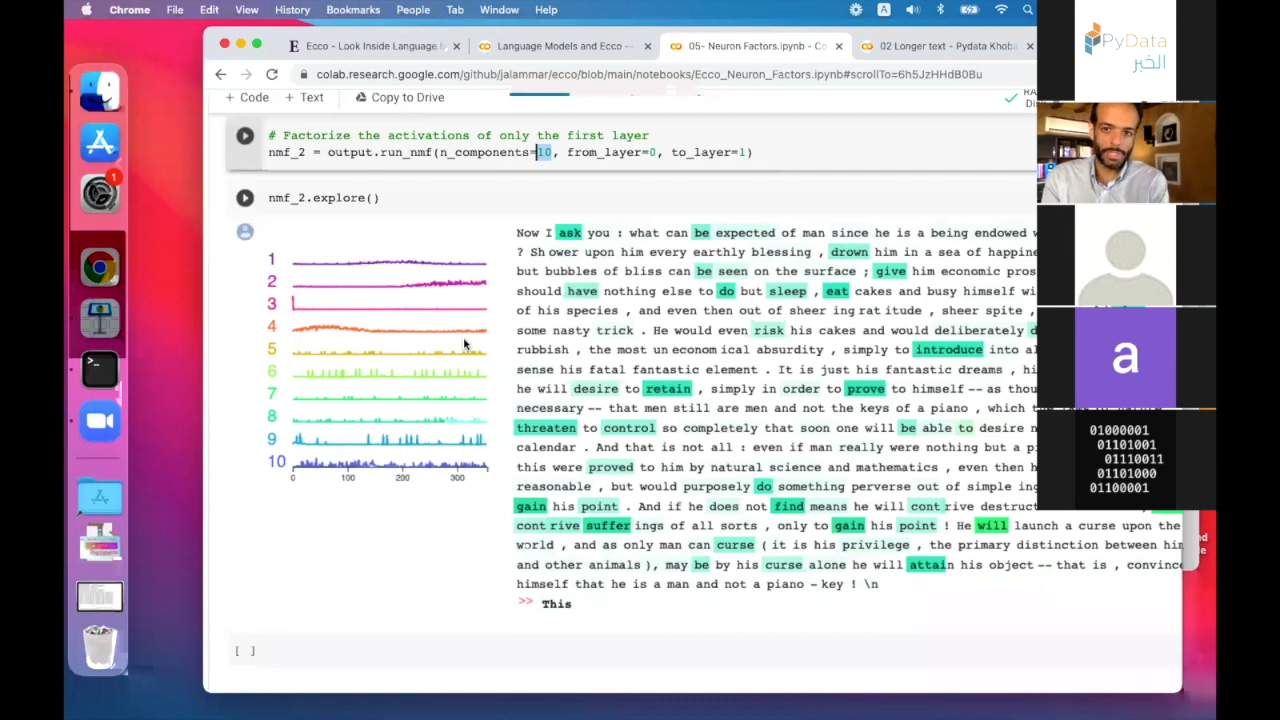 Chrome File Edit View History Bookmarks People Tab Window Help A
Ecco - Look Inside Language
Language Models and Ecco --
05- Neuron Factors.ipynb - Co
02 Longer text - Pydata Khoba
colab.research.google.com/github/jalammar/ecco/blob/main/notebooks/Ecco_Neuron_Factors.ipynb#scrollTo=6h5JzHHdB0Bu
+ Code + Text Copy to Drive
# Factorize the activations of only the first layer
nmf_2 = output.run_nmf(n_components=10, from_layer=0, to_layer=1)
nmf_2.explore()
1
2
3
4
5
6
7
8
9
10
0 100 200 300
Now I ask you : what can be expected of man since he is a being endowed
? Sh ower upon him every earthly blessing , drown him in a sea of happine
but bubbles of bliss can be seen on the surface ; give him economic pros
should have nothing else to do but sleep , eat cakes and busy himself wi
of his species , and even then out of sheer ing rat itude , sheer spite ,
some nasty trick . He would even risk his cakes and would deliberately d
rubbish , the most un econom ical absurdity , simply to introduce into al
sense his fatal fantastic element . It is just his fantastic dreams , hi
he will desire to retain , simply in order to prove to himself -- as thou
necessary -- that men still are men and not the keys of a piano , which
threaten to control so completely that soon one will be able to desire n
calendar . And that is not all : even if man really were nothing but a pi
this were proved to him by natural science and mathematics , even then h
reasonable , but would purposely do something perverse out of simple ing
gain his point . And if he does not find means he will cont rive destruct
cont rive suffer ings of all sorts , only to gain his point ! He will launch a curse upon the
world , and as only man can curse ( it is his privilege , the primary distinction between him
and other animals ), may be by his curse alone he will attain his object -- that is , convince
himself that he is a man and not a piano - key ! \n
>> This
[ ]
PyData
الخبر
a
01000001
01101001
01110011
01101000
01100001
1